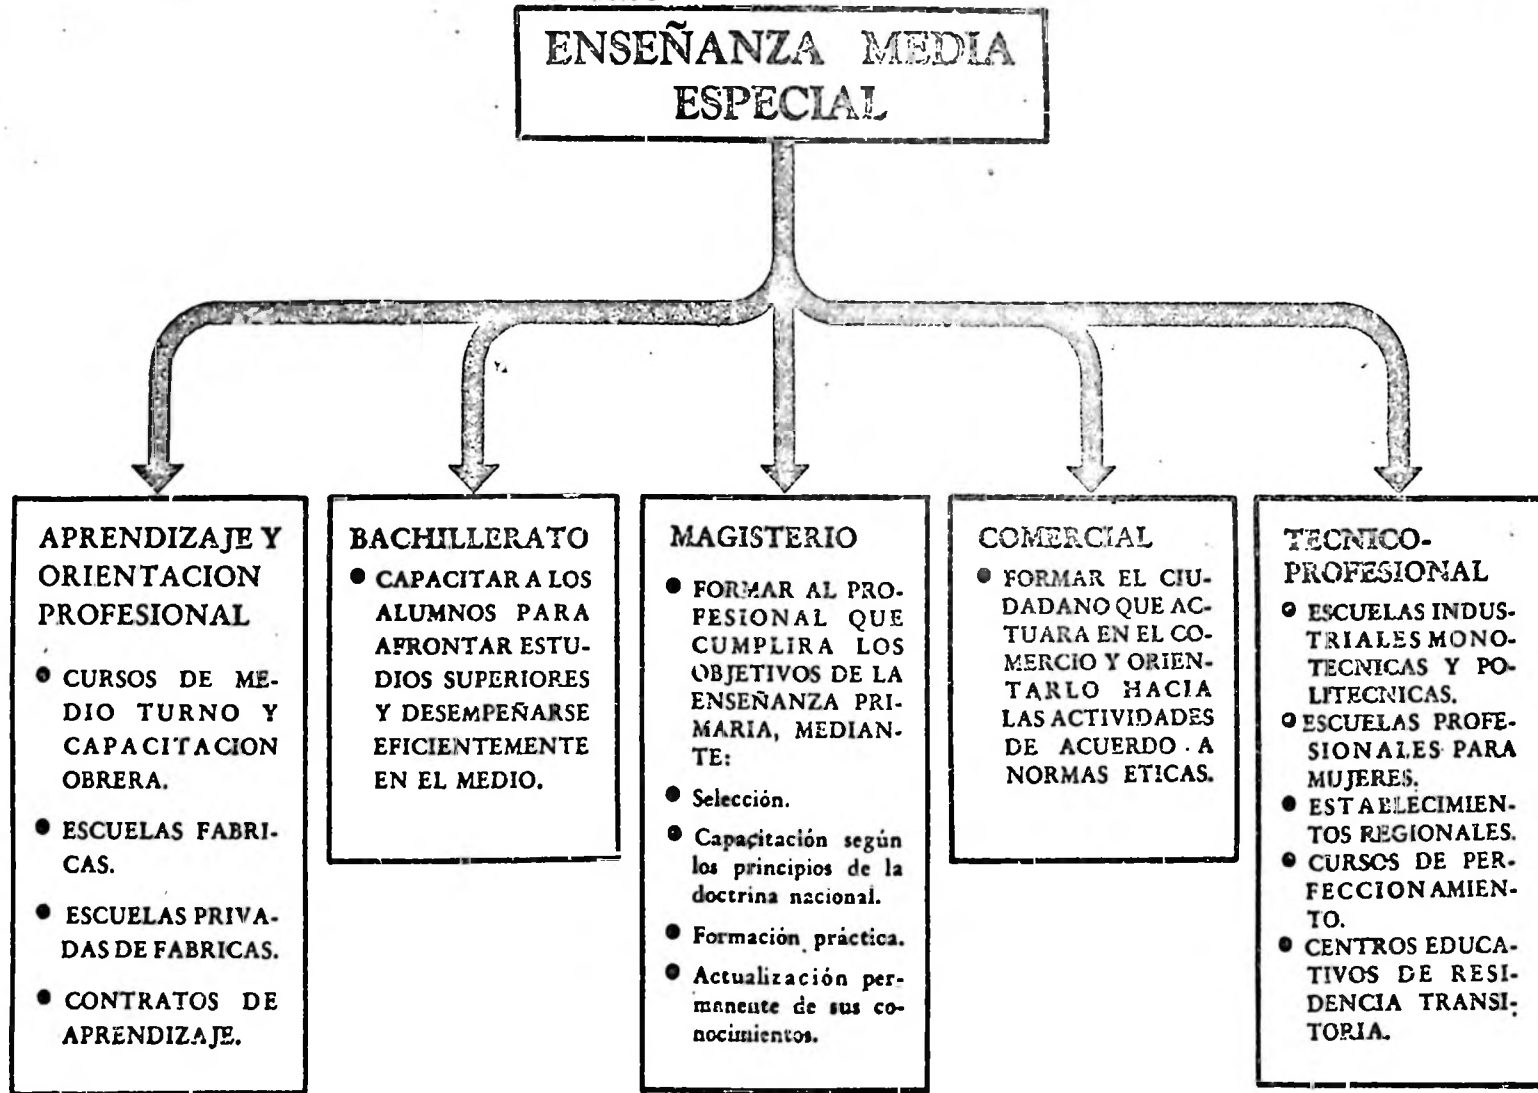 ENSEÑANZA MEDIA
ESPECIAL
APRENDIZAJE Y
ORIENTACION
PROFESIONAL
● CURSOS DE ME-
DIO TURNO Y
CAPACITACION
OBRERA.
● ESCUELAS FABRI-
CAS.
● ESCUELAS PRIVA-
DAS DE FABRICAS.
● CONTRATOS DE
APRENDIZAJE.
BACHILLERATO
● CAPACITAR A LOS
ALUMNOS PARA
AFRONTAR ESTU-
DIOS SUPERIORES
Y DESEMPEÑARSE
EFICIENTEMENTE
EN EL MEDIO.
MAGISTERIO
● FORMAR AL PRO-
FESIONAL QUE
CUMPLIRA LOS
OBJETIVOS DE LA
ENSEÑANZA PRI-
MARIA, MEDIAN-
TE:
● Selección.
● Capacitación según
los principios de la
doctrina nacional.
● Formación práctica.
● Actualización per-
manente de sus co-
nocimientos.
COMERCIAL
● FORMAR EL CIU-
DADANO QUE AC-
TUARA EN EL CO-
MERCIO Y ORIEN-
TARLO HACIA
LAS ACTIVIDADES
DE ACUERDO A
NORMAS ETICAS.
TECNICO-
PROFESIONAL
● ESCUELAS INDUS-
TRIALES MONO-
TECNICAS Y PO-
LITECNICAS.
● ESCUELAS PROFE-
SIONALES PARA
MUJERES.
● ESTABLECIMIEN-
TOS REGIONALES.
● CURSOS DE PER-
FECCIONAMIEN-
TO.
● CENTROS EDUCA-
TIVOS DE RESI-
DENCIA TRANSI-
TORIA.